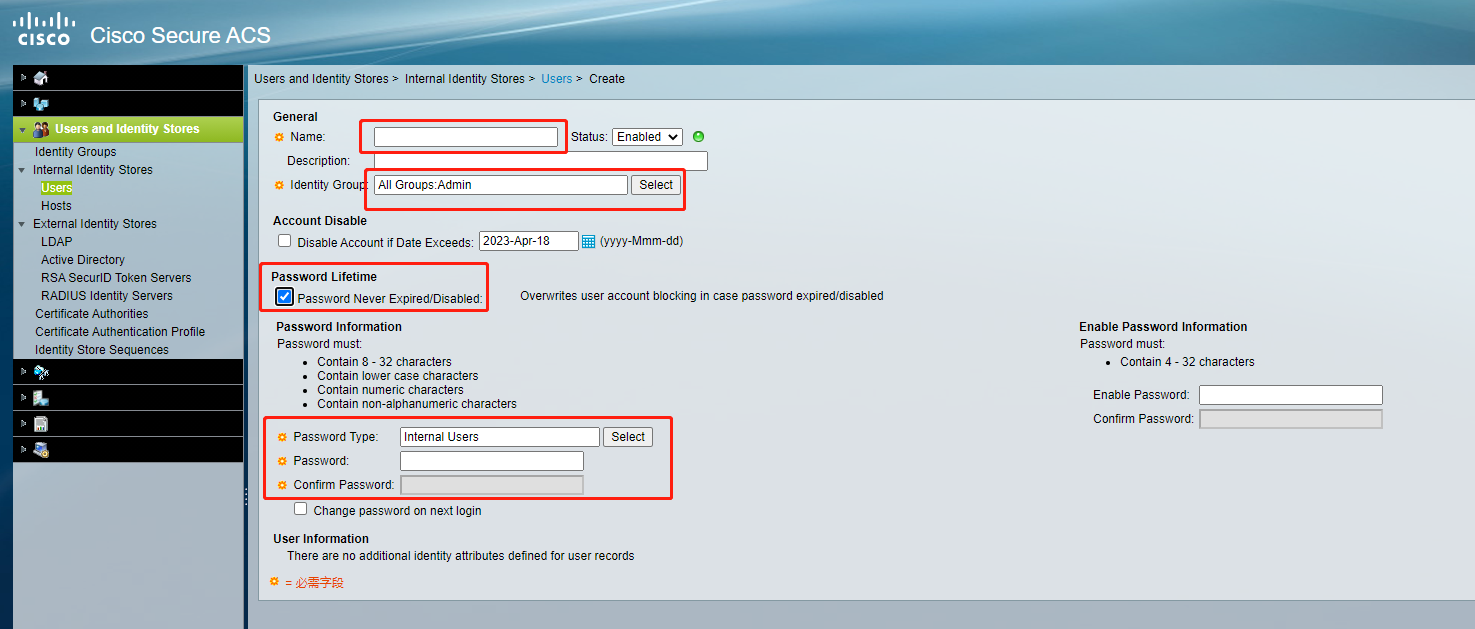 CISCO Cisco Secure ACS
Users and Identity Stores
Identity Groups
Internal Identity Stores
Users
Hosts
External Identity Stores
LDAP
Active Directory
RSA SecurID Token Servers
RADIUS Identity Servers
Certificate Authorities
Certificate Authentication Profile
Identity Store Sequences
Users and Identity Stores > Internal Identity Stores > Users > Create
General
Name: Status: Enabled
Description:
Identity Group: All Groups:Admin Select
Account Disable
Disable Account if Date Exceeds: 2023-Apr-18 (yyyy-Mmm-dd)
Password Lifetime
Password Never Expired/Disabled: Overwrites user account blocking in case password expired/disabled
Password Information
Password must:
• Contain 8 - 32 characters
• Contain lower case characters
• Contain numeric characters
• Contain non-alphanumeric characters
Password Type: Internal Users Select
Password:
Confirm Password:
Change password on next login
Enable Password Information
Password must:
• Contain 4 - 32 characters
Enable Password:
Confirm Password:
User Information
There are no additional identity attributes defined for user records
= 必需字段